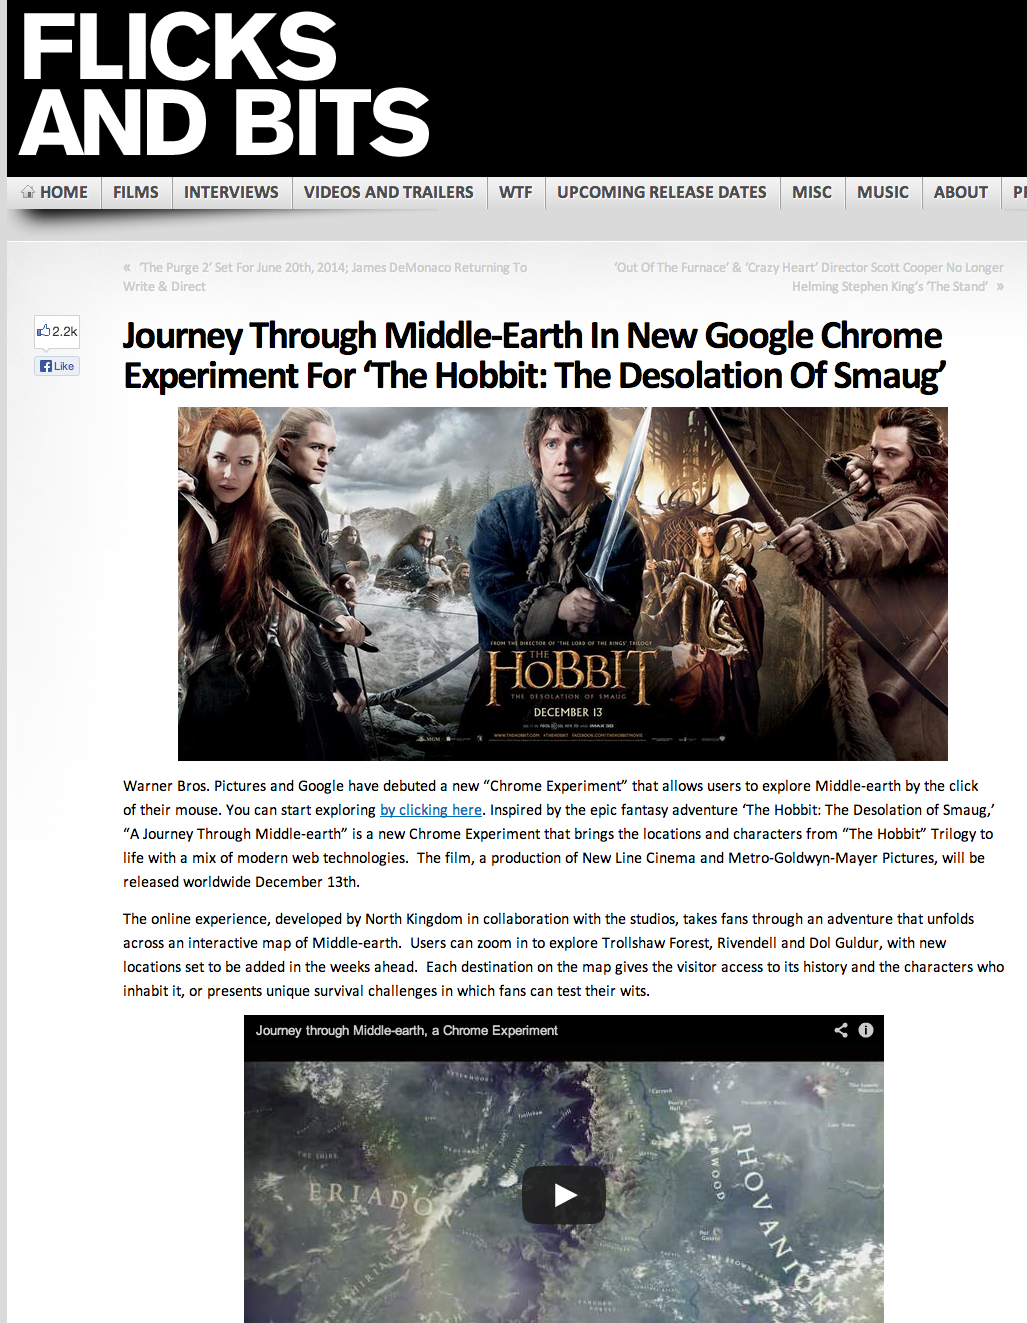 FLICKS
AND BITS
HOME FILMS INTERVIEWS VIDEOS AND TRAILERS WTF UPCOMING RELEASE DATES MISC MUSIC ABOUT
« ‘The Purge 2’ Set For June 20th, 2014; James DeMonaco Returning To
Write & Direct
‘Out Of The Furnace’ & ‘Crazy Heart’ Director Scott Cooper No Longer
Helming Stephen King’s ‘The Stand’ »
2.2k
Like
Journey Through Middle-Earth In New Google Chrome
Experiment For ‘The Hobbit: The Desolation Of Smaug’
FROM THE DIRECTOR OF ‘THE LORD OF THE RINGS’ TRILOGY
THE
HOBBIT
THE DESOLATION OF SMAUG
DECEMBER 13
WWW.THEHOBBIT.COM #THEHOBBIT FACEBOOK.COM/THEHOBBITMOVIE
MGM
Warner Bros. Pictures and Google have debuted a new “Chrome Experiment” that allows users to explore Middle-earth by the click
of their mouse. You can start exploring by clicking here. Inspired by the epic fantasy adventure ‘The Hobbit: The Desolation of Smaug,’
“A Journey Through Middle-earth” is a new Chrome Experiment that brings the locations and characters from “The Hobbit” Trilogy to
life with a mix of modern web technologies.  The film, a production of New Line Cinema and Metro-Goldwyn-Mayer Pictures, will be
released worldwide December 13th.
The online experience, developed by North Kingdom in collaboration with the studios, takes fans through an adventure that unfolds
across an interactive map of Middle-earth.  Users can zoom in to explore Trollshaw Forest, Rivendell and Dol Guldur, with new
locations set to be added in the weeks ahead.  Each destination on the map gives the visitor access to its history and the characters who
inhabit it, or presents unique survival challenges in which fans can test their wits.
Journey through Middle-earth, a Chrome Experiment
THE SHIRE
ERIADO
MIRKWOOD
RHOVANION
THE BROWN LANDS